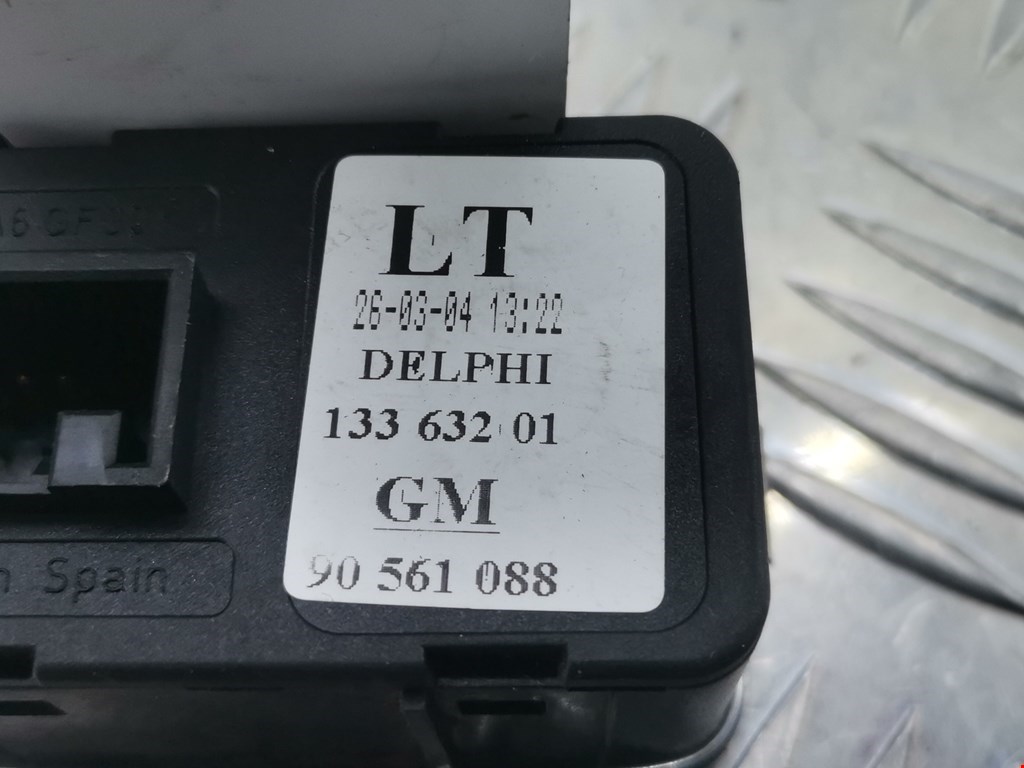 LT
26-03-04 13:22
DELPHI
133 632 01
GM
90 561 088
Spain